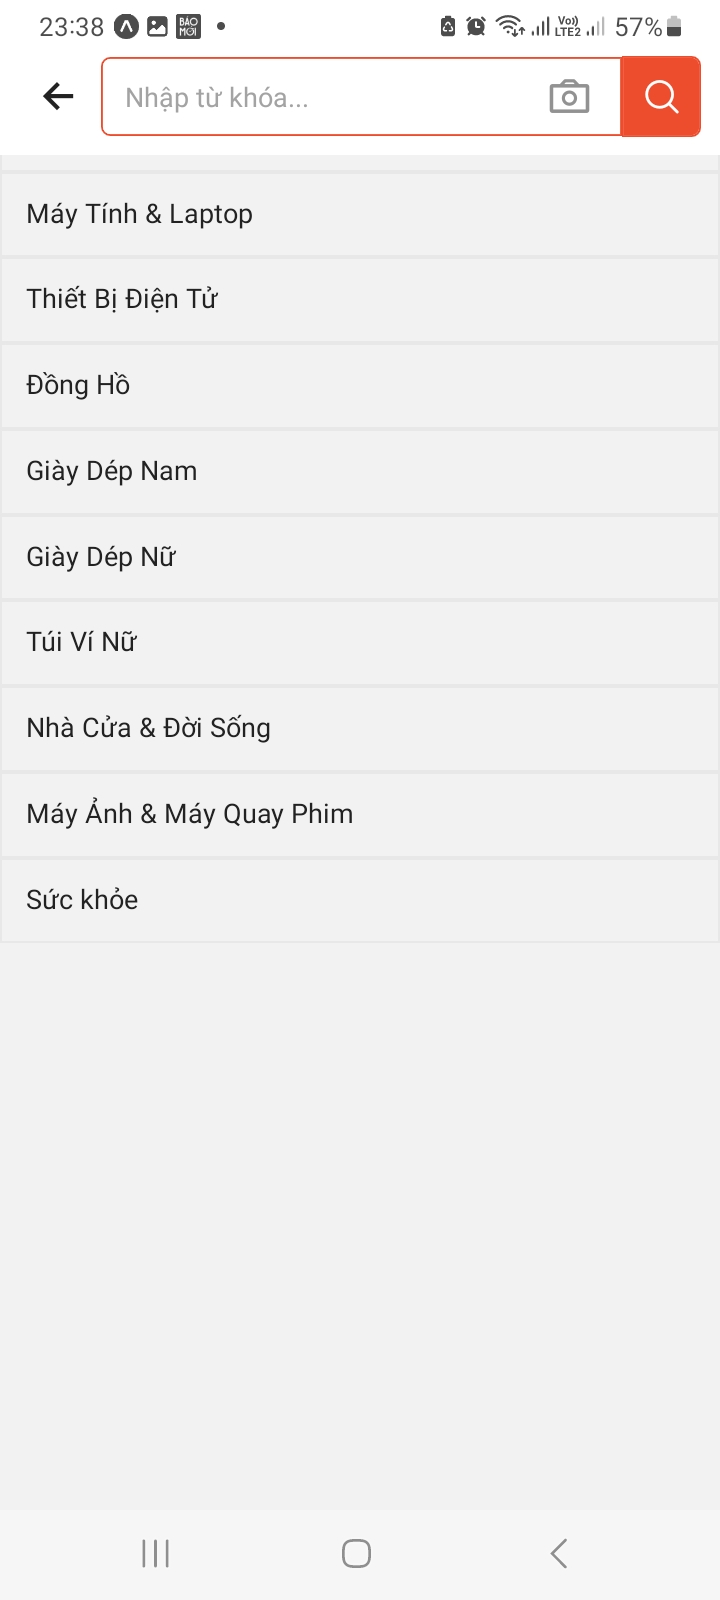 23:38 BÁO MỚI Vo)) LTE2 57%
Nhập từ khóa...
Máy Tính & Laptop
Thiết Bị Điện Tử
Đồng Hồ
Giày Dép Nam
Giày Dép Nữ
Túi Ví Nữ
Nhà Cửa & Đời Sống
Máy Ảnh & Máy Quay Phim
Sức khỏe